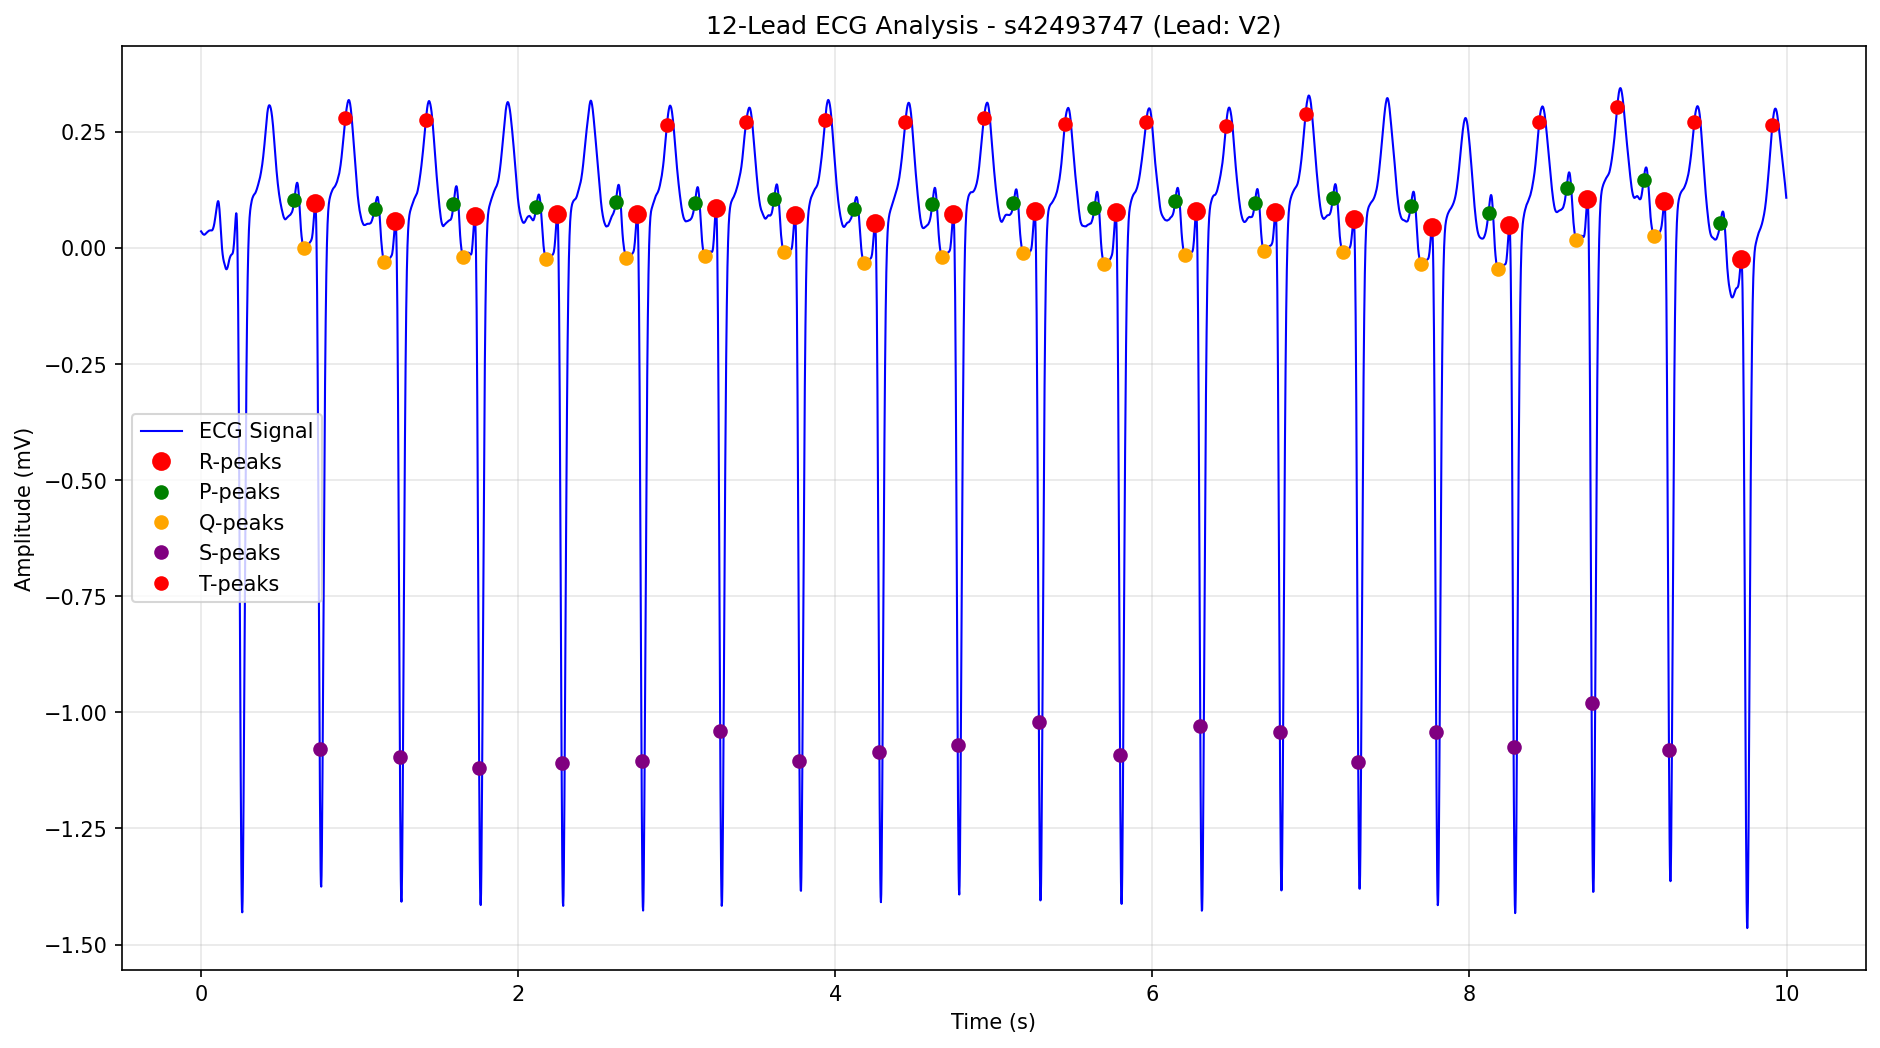 12-Lead ECG Analysis - s42493747 (Lead: V2)
Amplitude (mV)
0.25
0.00
−0.25
−0.50
−0.75
−1.00
−1.25
−1.50
ECG Signal
R-peaks
P-peaks
Q-peaks
S-peaks
T-peaks
0 2 4 6 8 10
Time (s)